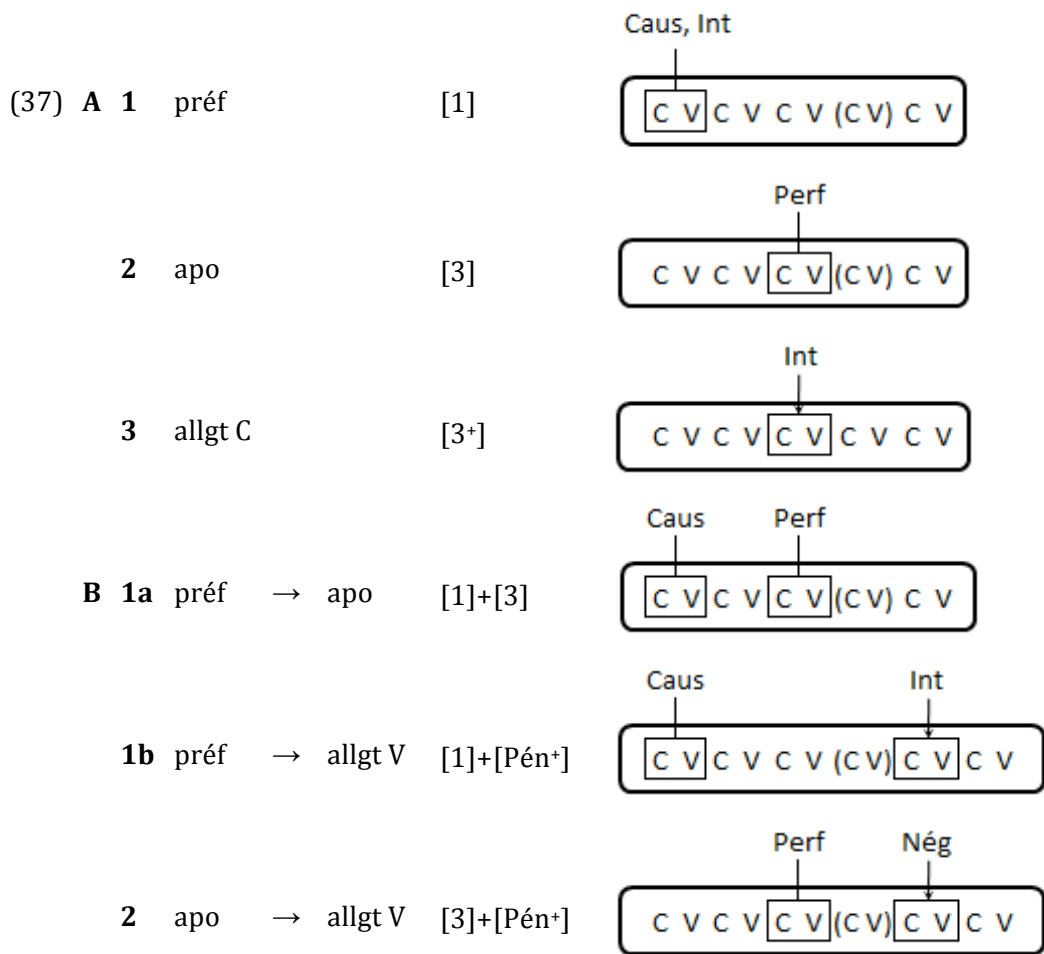 Caus, Int
(37) A 1 préf [1] C V C V C V (C V) C V
Perf
2 apo [3] C V C V C V (C V) C V
Int
3 allgt C [3⁺] C V C V C V C V C V
Caus Perf
B 1a préf → apo [1]+[3] C V C V C V (C V) C V
Caus Int
1b préf → allgt V [1]+[Pén⁺] C V C V C V (C V) C V C V
Perf Nég
2 apo → allgt V [3]+[Pén⁺] C V C V C V (C V) C V C V